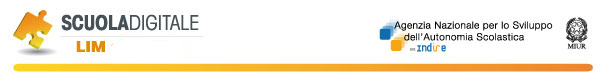 SCUOLADIGITALE
LIM
Agenzia Nazionale per lo Sviluppo
dell'Autonomia Scolastica
ex Indire
MIUR